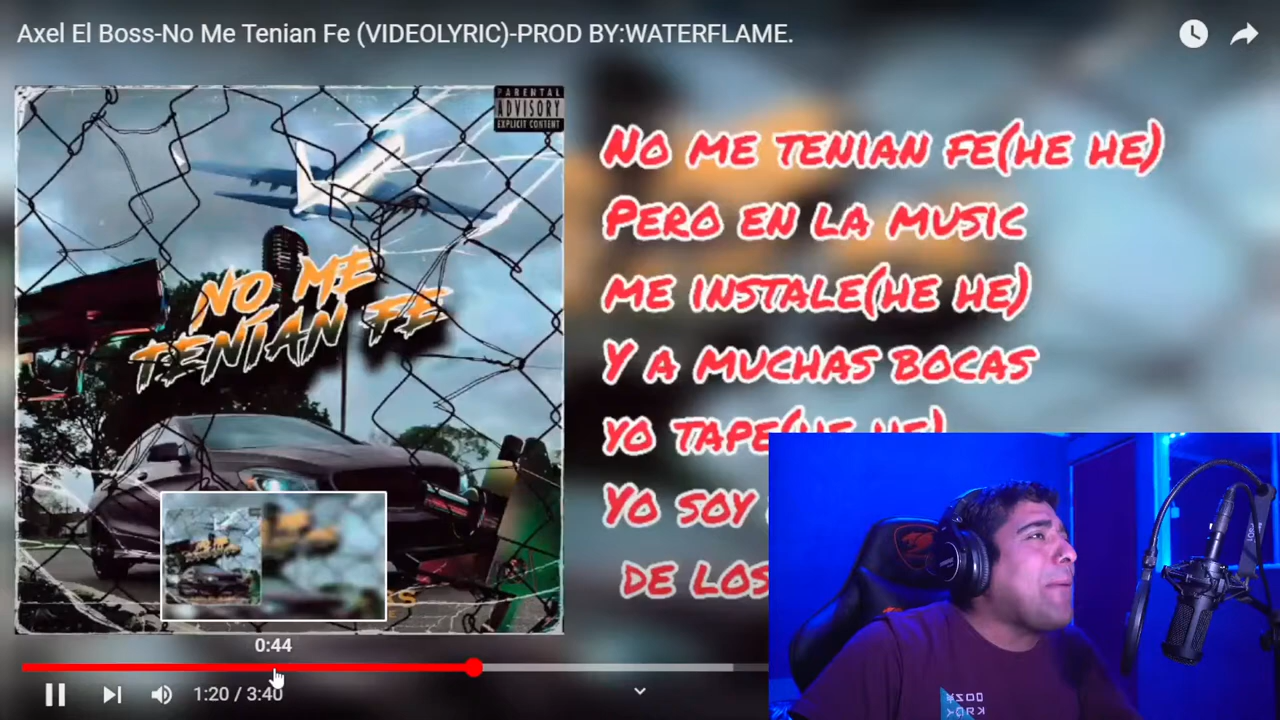 Axel El Boss-No Me Tenian Fe (VIDEOLYRIC)-PROD BY:WATERFLAME.
PARENTAL
ADVISORY
EXPLICIT CONTENT
NO ME
TENIAN FE
NO ME TENIAN FE(HE HE)
PERO EN LA MUSIC
ME INSTALE(HE HE)
Y A MUCHAS BOCAS
YO TAPE(HE HE)
YO SOY
DE LOS
0:44
1:20 / 3:40